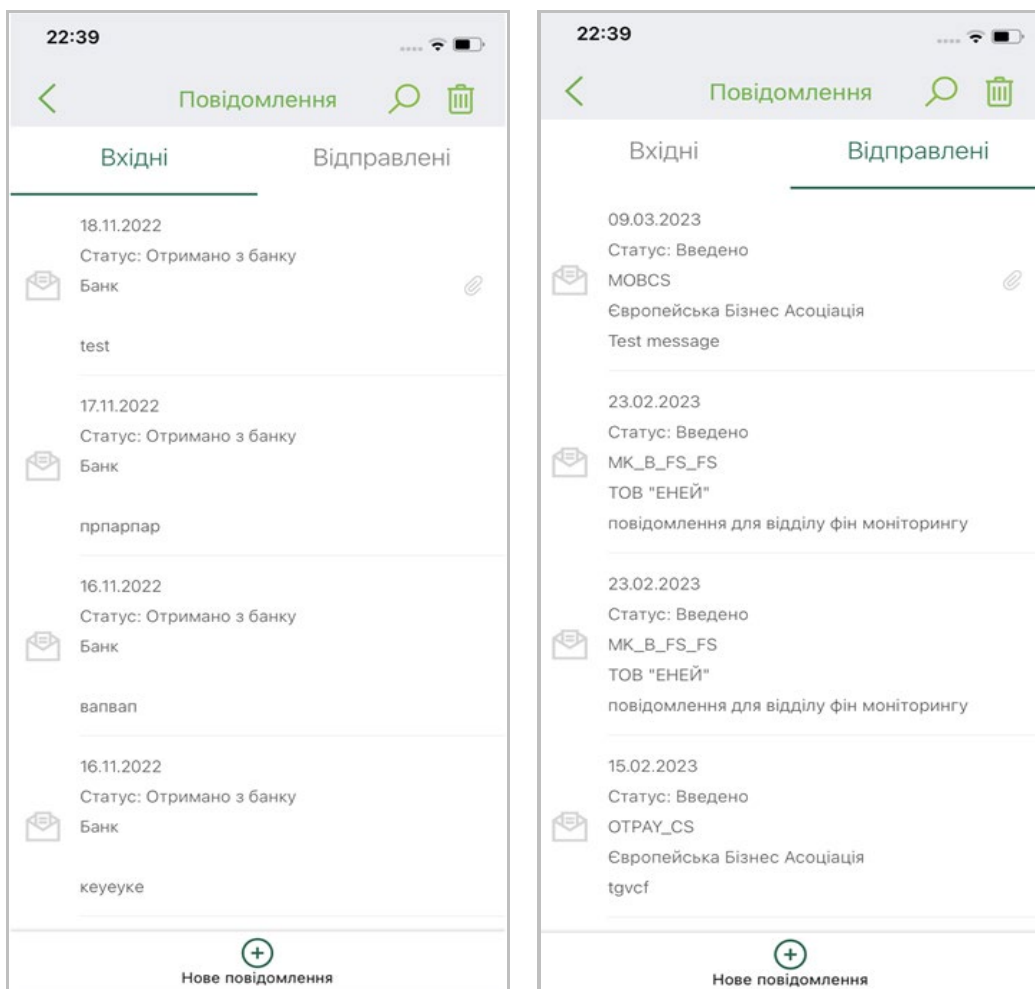 22:39
Повідомлення
Вхідні Відправлені
18.11.2022
Статус: Отримано з банку
Банк
test
17.11.2022
Статус: Отримано з банку
Банк
прпарпар
16.11.2022
Статус: Отримано з банку
Банк
вапвап
16.11.2022
Статус: Отримано з банку
Банк
кеуеуке
Нове повідомлення
22:39
Повідомлення
Вхідні Відправлені
09.03.2023
Статус: Введено
MOBCS
Європейська Бізнес Асоціація
Test message
23.02.2023
Статус: Введено
MK_B_FS_FS
ТОВ "ЕНЕЙ"
повідомлення для відділу фін моніторингу
23.02.2023
Статус: Введено
MK_B_FS_FS
ТОВ "ЕНЕЙ"
повідомлення для відділу фін моніторингу
15.02.2023
Статус: Введено
OTPAY_CS
Європейська Бізнес Асоціація
tgvcf
Нове повідомлення